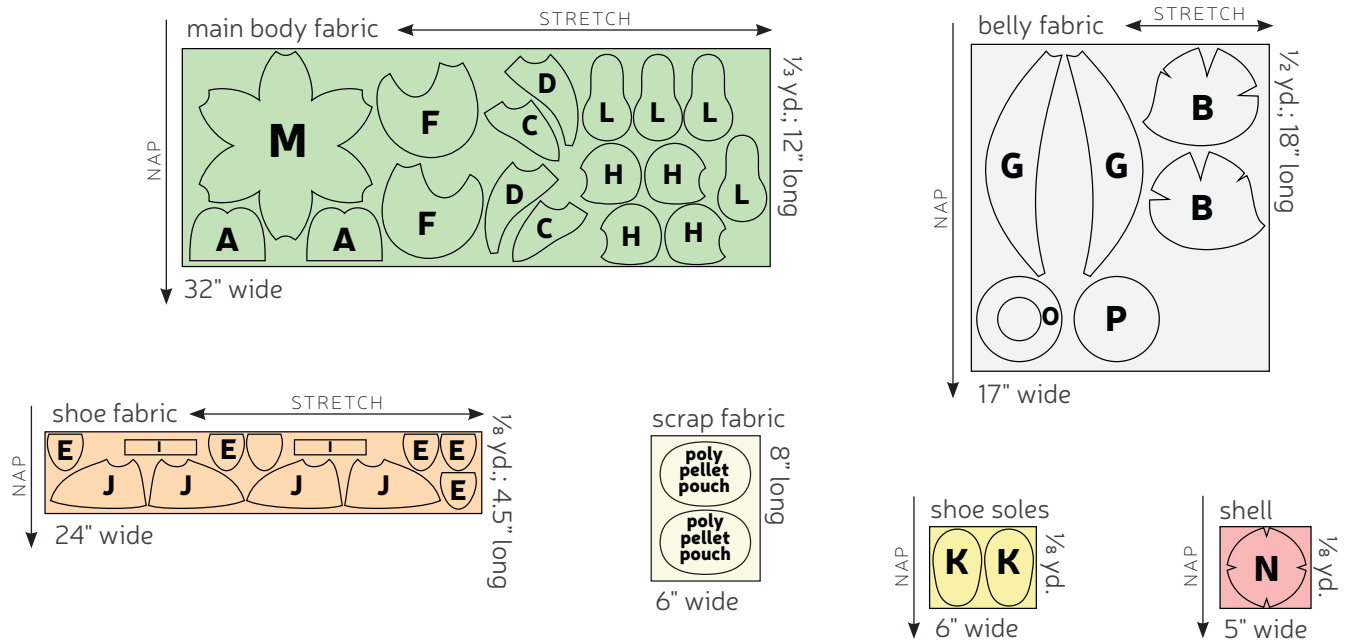 main body fabric
STRETCH
NAP
M
F
D
C
L
L
L
H
H
L
A
A
F
D
C
H
H
⅓ yd.; 12” long
32" wide
belly fabric
STRETCH
NAP
G
G
B
B
O
P
½ yd.; 18” long
17" wide
shoe fabric
STRETCH
NAP
E
I
E
I
E
E
J
J
J
J
E
⅛ yd.; 4.5” long
24" wide
scrap fabric
poly
pellet
pouch
poly
pellet
pouch
8” long
6" wide
shoe soles
NAP
K
K
⅛ yd.
6" wide
shell
NAP
N
⅛ yd.
5" wide